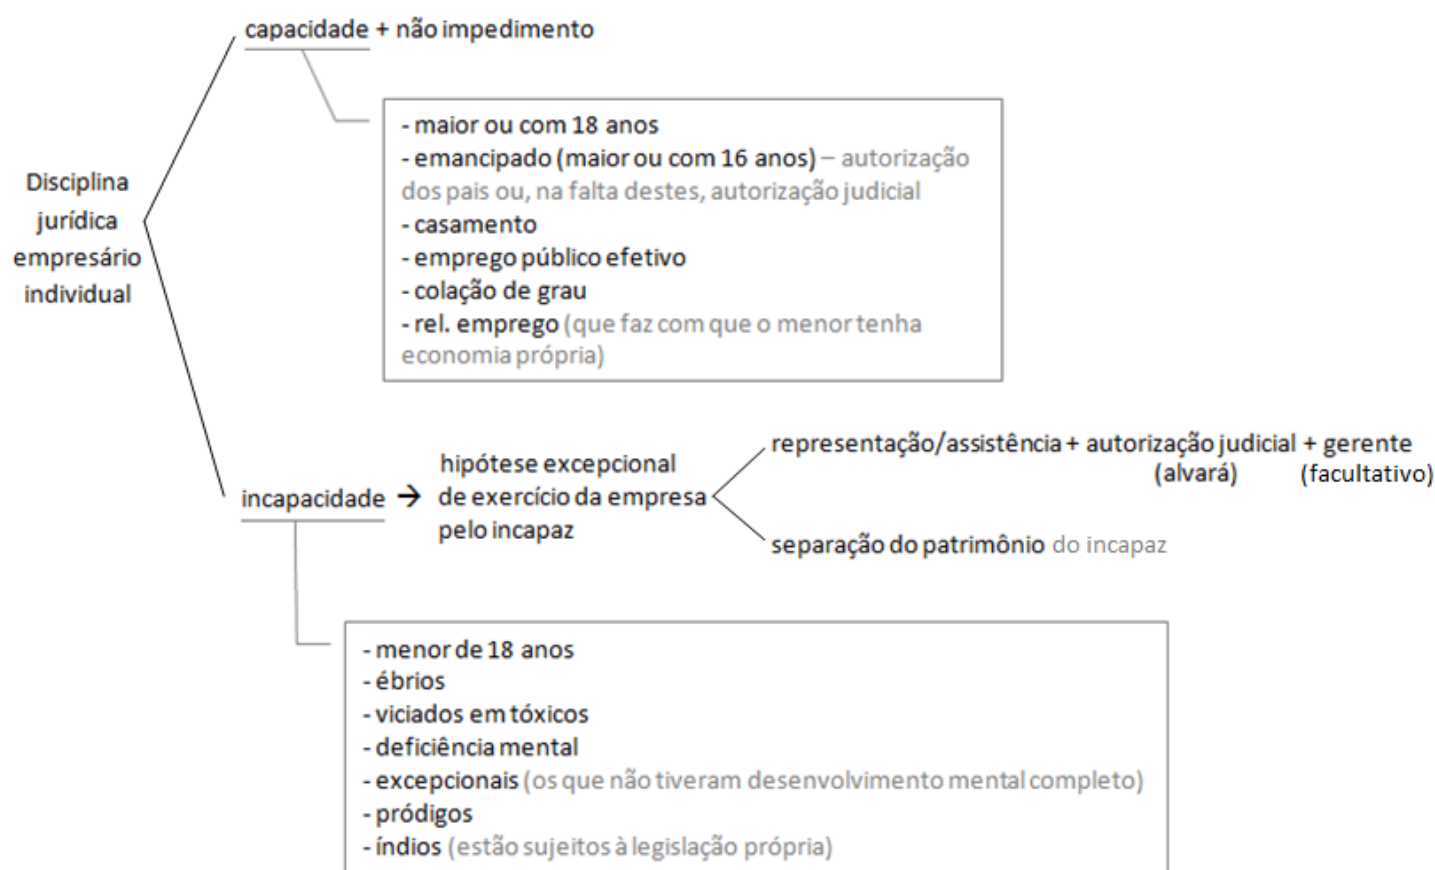 capacidade + não impedimento
- maior ou com 18 anos
- emancipado (maior ou com 16 anos) – autorização
dos pais ou, na falta destes, autorização judicial
- casamento
- emprego público efetivo
- colação de grau
- rel. emprego (que faz com que o menor tenha
economia própria)
Disciplina
jurídica
empresário
individual
incapacidade →
hipótese excepcional
de exercício da empresa
pelo incapaz
representação/assistência + autorização judicial + gerente
(alvará) (facultativo)
separação do patrimônio do incapaz
- menor de 18 anos
- ébrios
- viciados em tóxicos
- deficiência mental
- excepcionais (os que não tiveram desenvolvimento mental completo)
- pródigos
- índios (estão sujeitos à legislação própria)